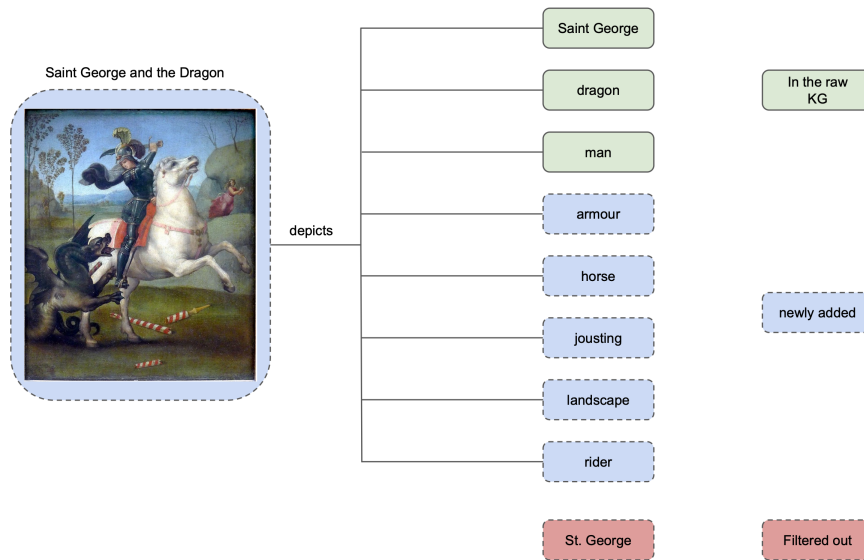 Saint George and the Dragon
depicts
Saint George
dragon
man
armour
horse
jousting
landscape
rider
St. George
In the raw
KG
newly added
Filtered out